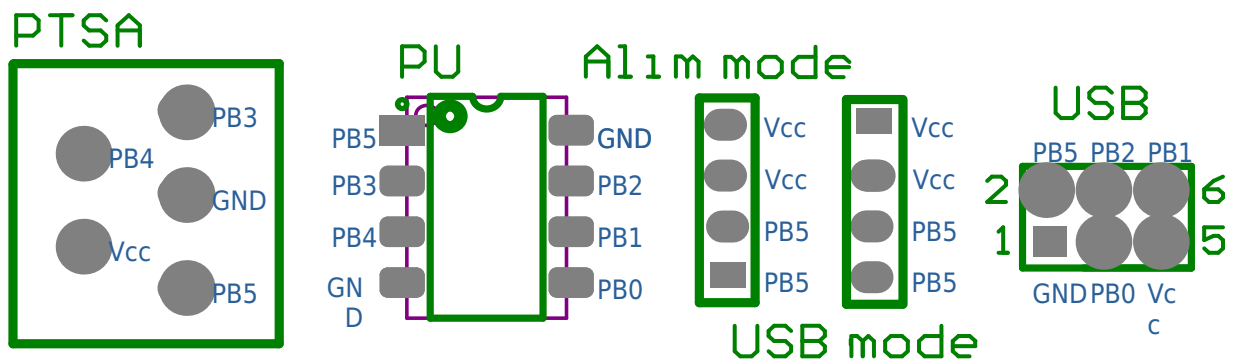 PTSA
PB3
PB4
GND
Vcc
PB5
PU
PB5
GND
PB3
PB2
PB4
PB1
GN
D
PB0
Alim mode
Vcc
Vcc
PB5
PB5
Vcc
Vcc
PB5
PB5
USB mode
USB
PB5 PB2 PB1
2 6
1 5
GND PB0 Vc
c